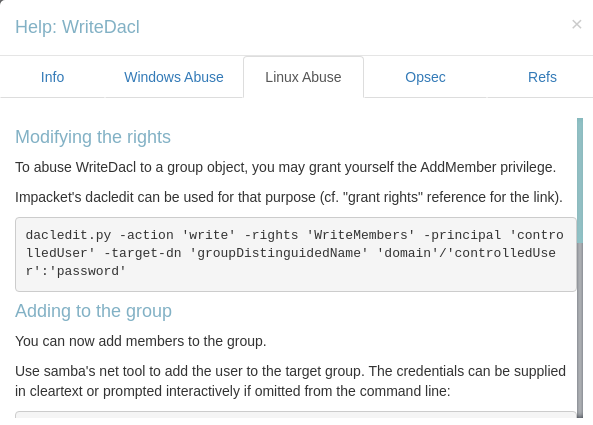 Help: WriteDacl
×
Info Windows Abuse Linux Abuse Opsec Refs
Modifying the rights
To abuse WriteDacl to a group object, you may grant yourself the AddMember privilege.
Impacket's dacledit can be used for that purpose (cf. "grant rights" reference for the link).
dacledit.py -action 'write' -rights 'WriteMembers' -principal 'contro
lledUser' -target-dn 'groupDistinguidedName' 'domain'/'controlledUse
r':'password'
Adding to the group
You can now add members to the group.
Use samba's net tool to add the user to the target group. The credentials can be supplied
in cleartext or prompted interactively if omitted from the command line: